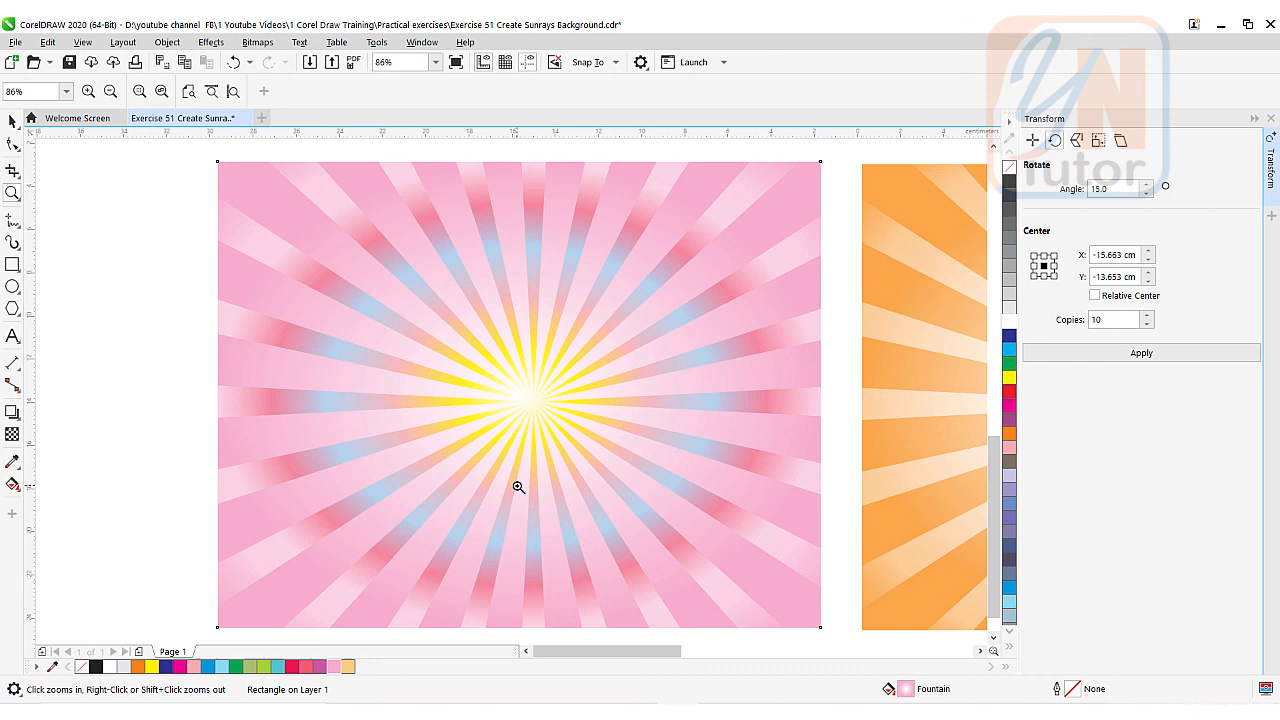 CorelDRAW 2020 (64-Bit) - D:\youtube channel FB\1 Youtube Videos\1 Corel Draw Training\Practical exercises\Exercise 51 Create Sunrays Background.cdr*
File Edit View Layout Object Effects Bitmaps Text Table Tools Window Help
86% Snap To Launch
86%
Welcome Screen Exercise 51 Create Sunra..*
centimeters
Transform
YN
Tutor
Rotate
Angle: 15.0
Center
X: -15.663 cm
Y: -13.653 cm
Relative Center
Copies: 10
Apply
Transform
1 of 1 Page 1
Click zooms in, Right-Click or Shift+Click zooms out Rectangle on Layer 1 Fountain None